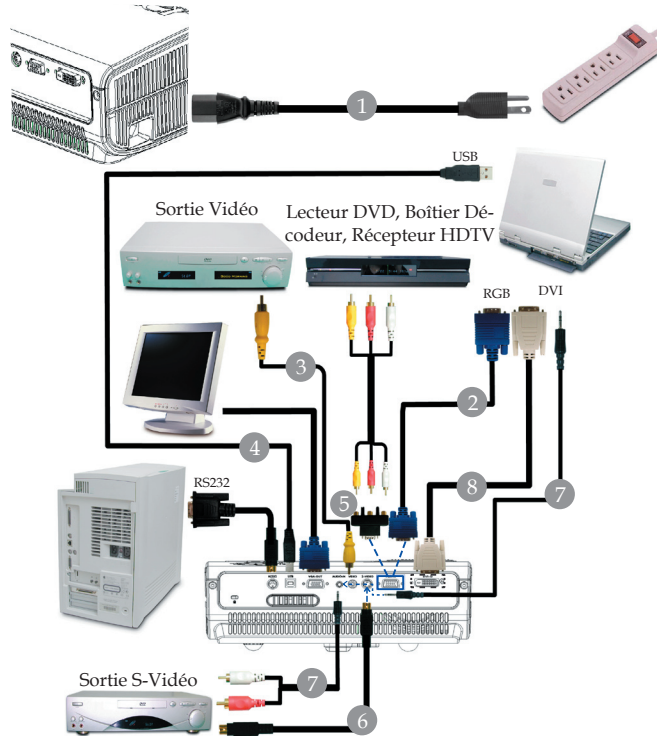 1
USB
Sortie Vidéo
Lecteur DVD, Boîtier Dé-
codeur, Récepteur HDTV
RGB
DVI
3
2
4
8
7
5
RS232
Sortie S-Vidéo
7
6